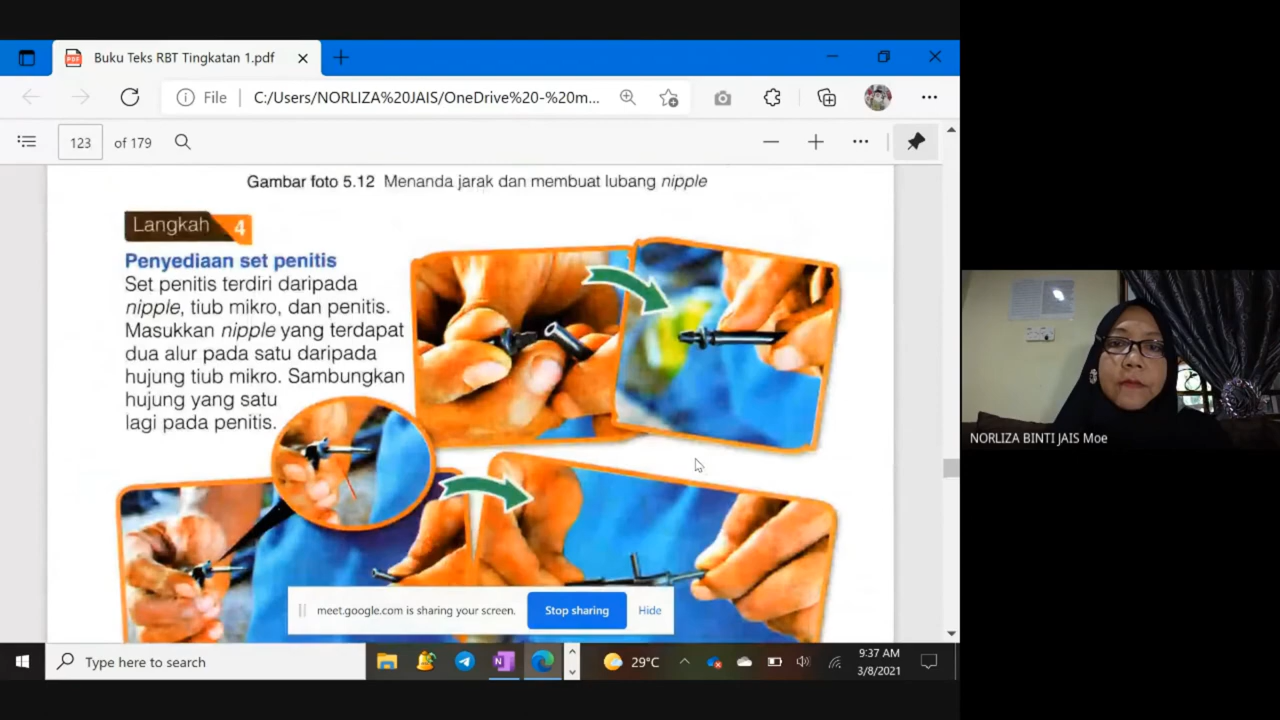 Buku Teks RBT Tingkatan 1.pdf
File
C:/Users/NORLIZA%20JAIS/OneDrive%20-%20m...
123 of 179
Gambar foto 5.12 Menanda jarak dan membuat lubang nipple
Langkah 4
Penyediaan set penitis
Set penitis terdiri daripada
nipple, tiub mikro, dan penitis.
Masukkan nipple yang terdapat
dua alur pada satu daripada
hujung tiub mikro. Sambungkan
hujung yang satu
lagi pada penitis.
NORLIZA BINTI JAIS Moe
meet.google.com is sharing your screen.
Stop sharing
Hide
Type here to search
29°C
9:37 AM
3/8/2021